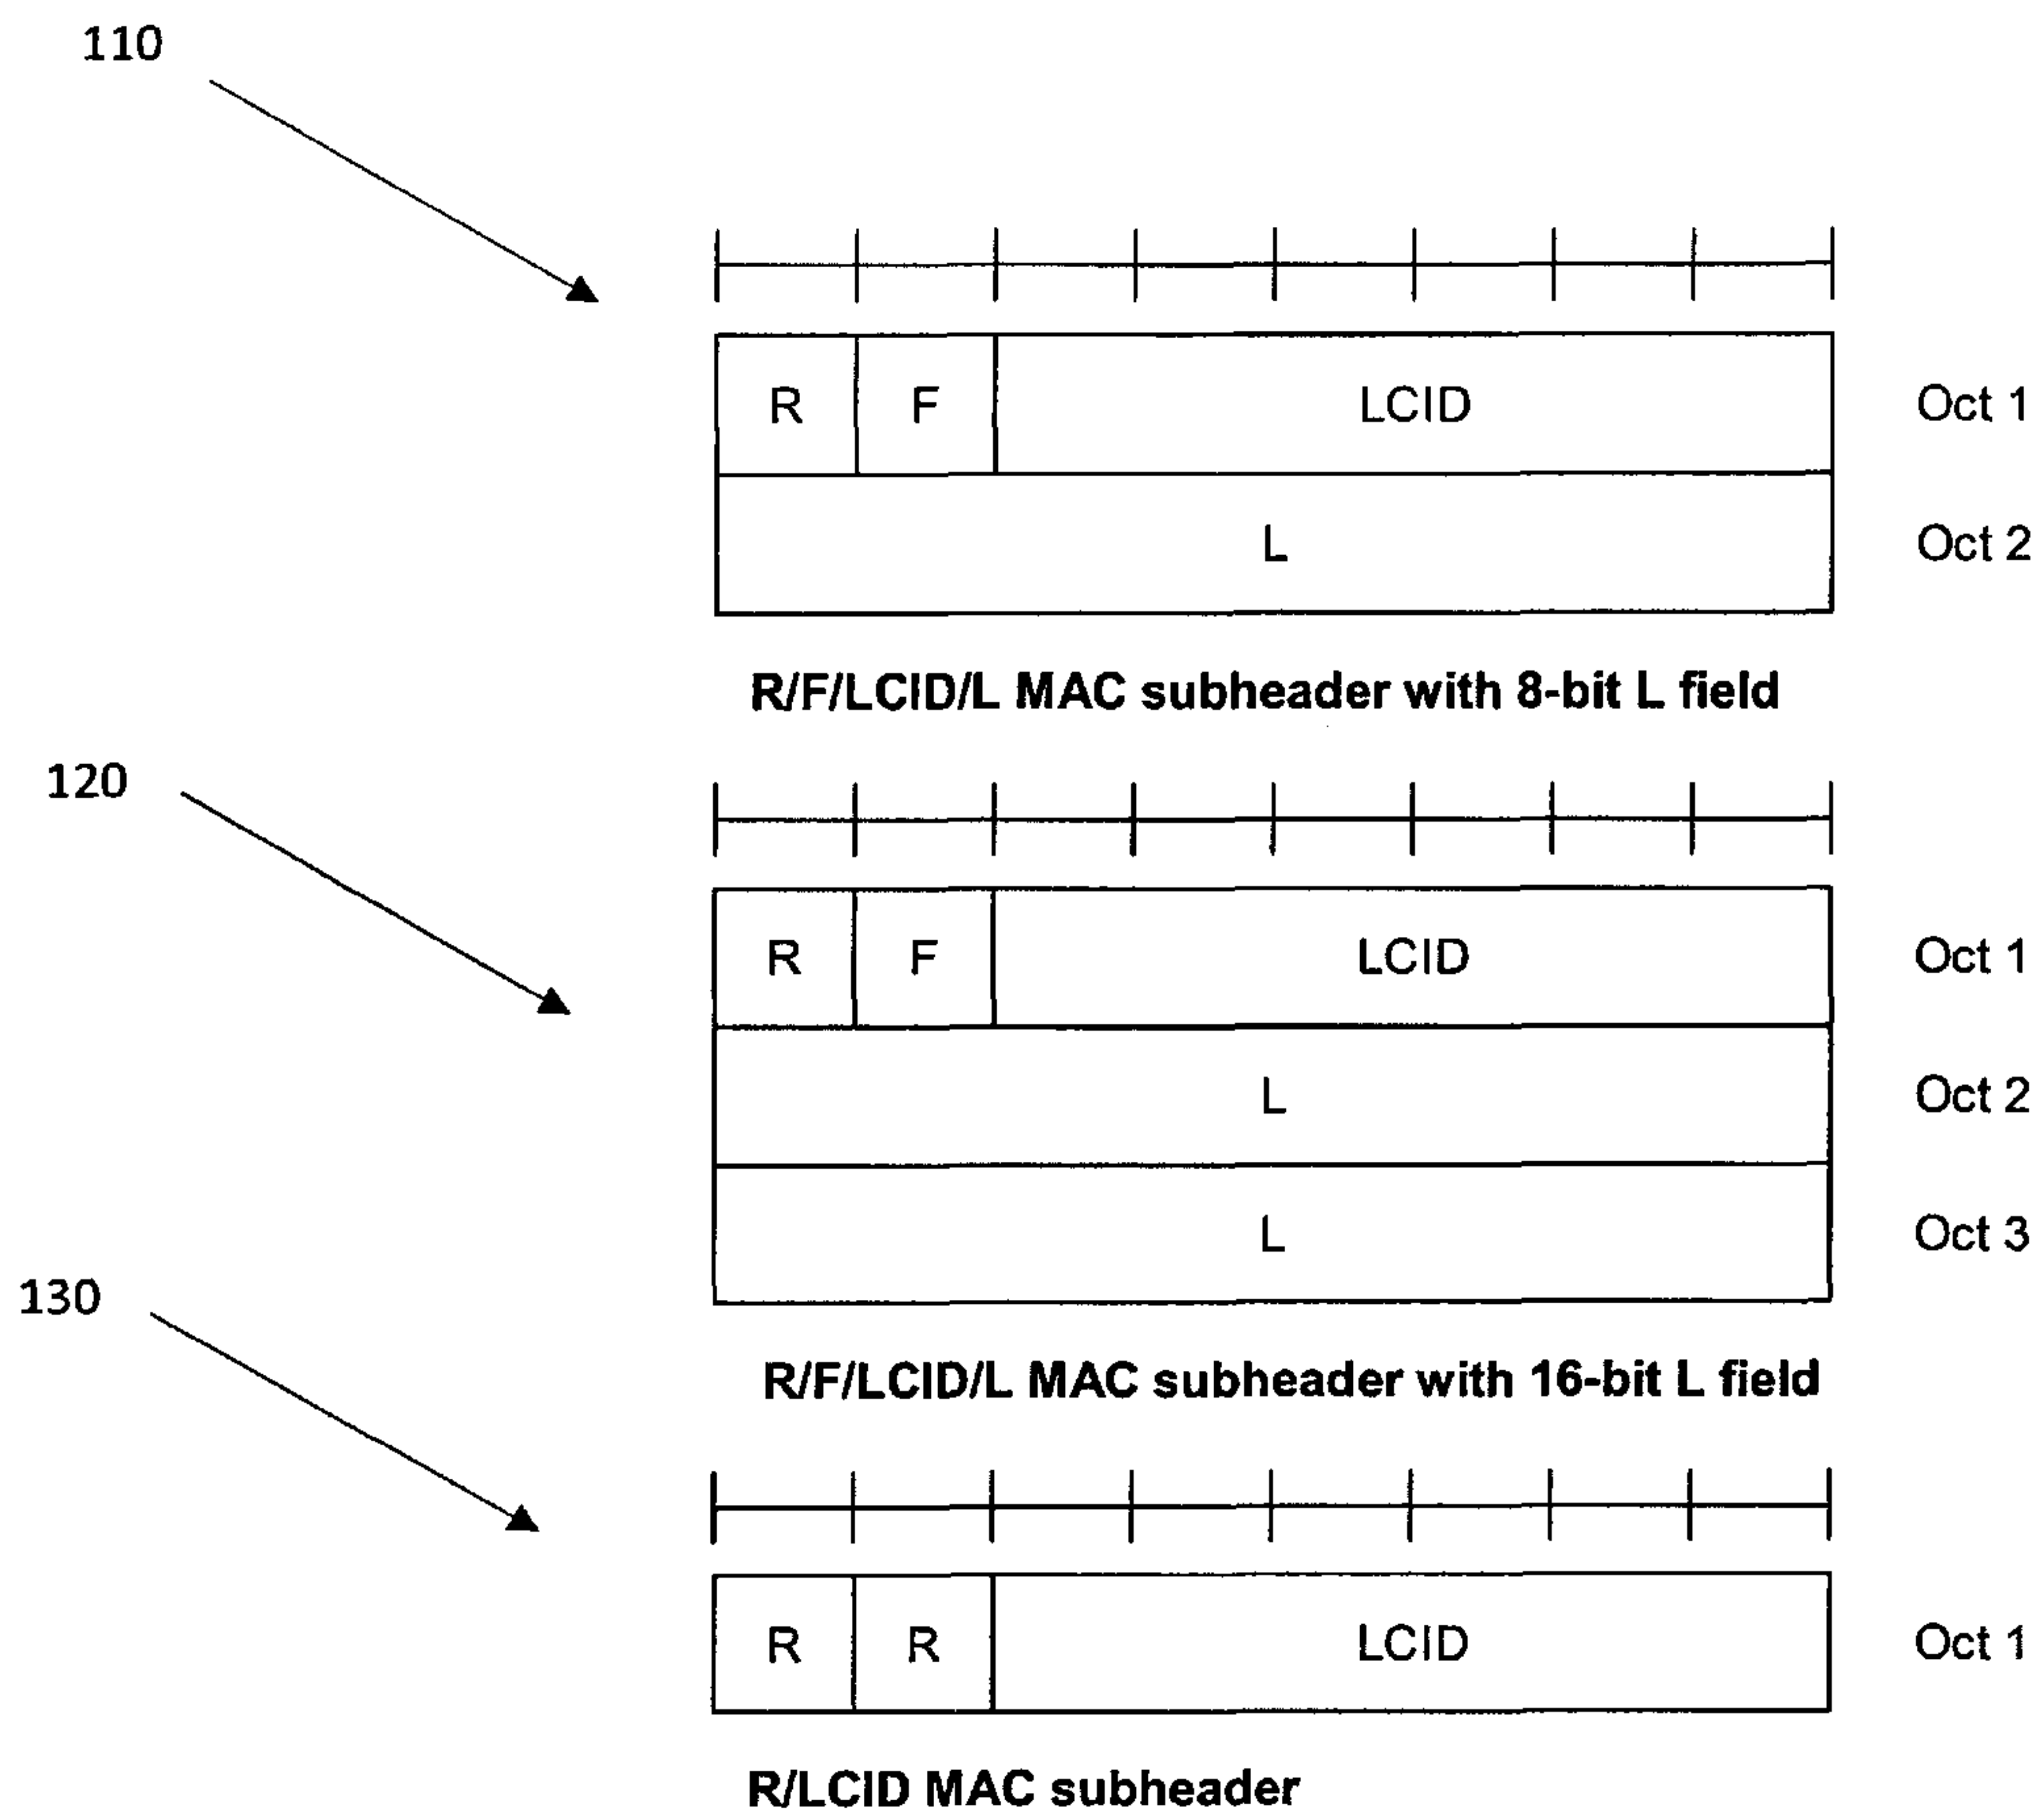 110
R F LCID Oct 1
L Oct 2
R/F/LCID/L MAC subheader with 8-bit L field
120
R F LCID Oct 1
L Oct 2
L Oct 3
130
R/F/LCID/L MAC subheader with 16-bit L field
R R LCID Oct 1
R/LCID MAC subheader